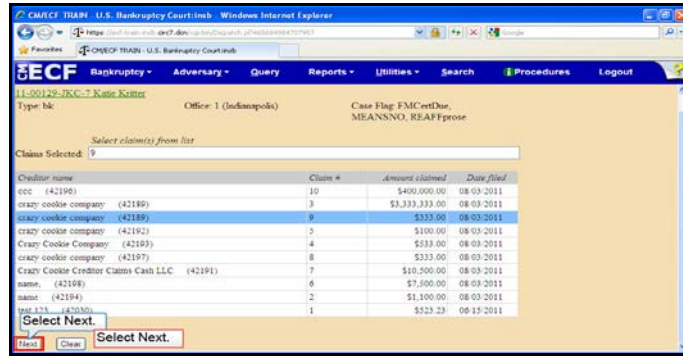 CM/ECF TRAIN - U.S. Bankruptcy Court:insb - Windows Internet Explorer
Google
Favorites CM/ECF TRAIN - U.S. Bankruptcy Court:insb
ECF Bankruptcy Adversary Query Reports Utilities Search Procedures Logout
11-00129-JKC-7 Katie Kritter
Type: bk Office: 1 (Indianapolis) Case Flag: FMCertDue,
MEANSNO, REAFFprose
Select claim(s) from list
Claims Selected: 9
Creditor name Claim # Amount claimed Date filed
ccc (42196) 10 $400,000.00 08/03/2011
crazy cookie company (42189) 3 $3,333,333.00 08/03/2011
crazy cookie company (42189) 9 $333.00 08/03/2011
crazy cookie company (42192) 5 $100.00 08/03/2011
Crazy Cookie Company (42193) 4 $533.00 08/03/2011
crazy cookie company (42197) 8 $333.00 08/03/2011
Crazy Cookie Creditor Claims Cash LLC (42191) 7 $10,500.00 08/03/2011
name, (42198) 6 $7,500.00 08/03/2011
name (42194) 2 $1,100.00 08/03/2011
test 123 1 $523.23 06/15/2011
Select Next.
Next Clear Select Next.